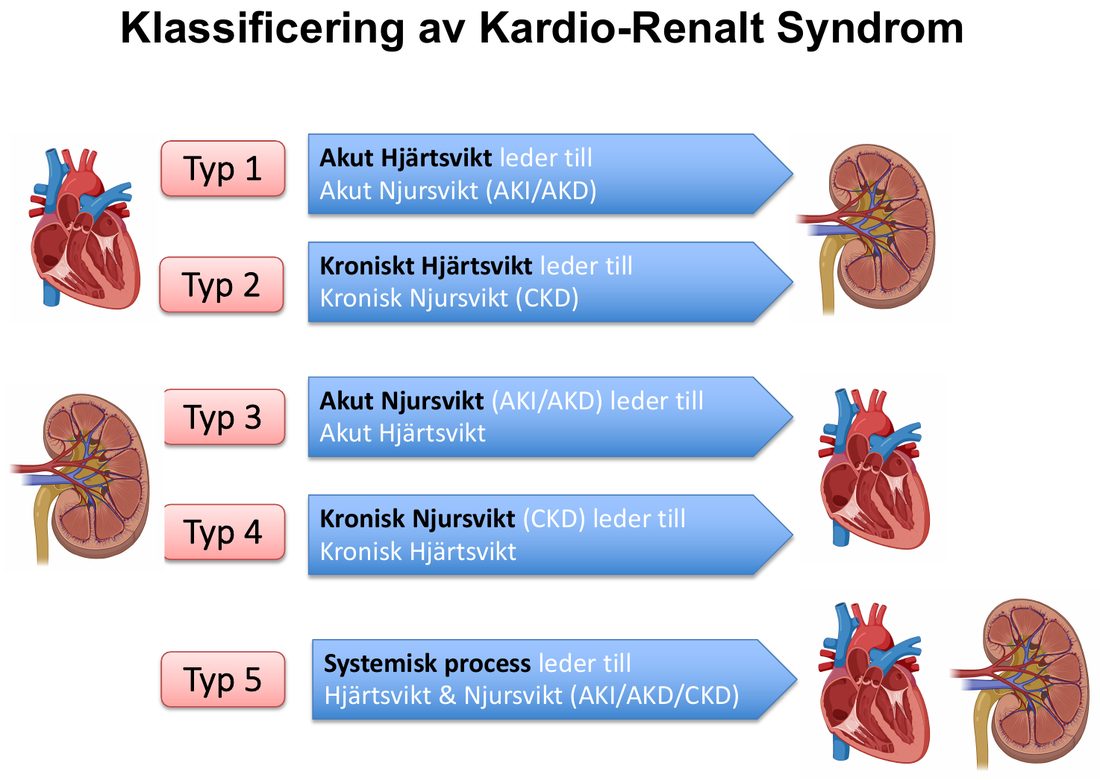 Klassificering av Kardio-Renalt Syndrom
Typ 1
Akut Hjärtsvikt leder till
Akut Njursvikt (AKI/AKD)
Typ 2
Kroniskt Hjärtsvikt leder till
Kronisk Njursvikt (CKD)
Typ 3
Akut Njursvikt (AKI/AKD) leder till
Akut Hjärtsvikt
Typ 4
Kronisk Njursvikt (CKD) leder till
Kronisk Hjärtsvikt
Typ 5
Systemisk process leder till
Hjärtsvikt & Njursvikt (AKI/AKD/CKD)